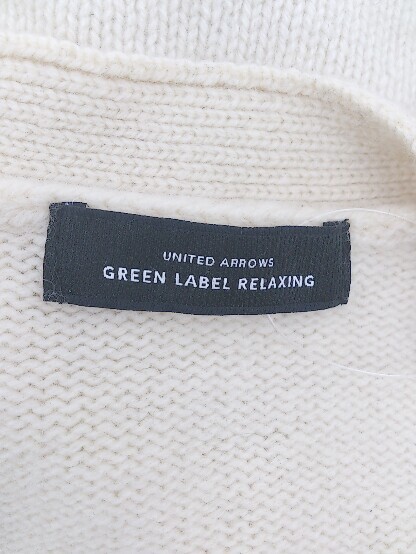 UNITED ARROWS
GREEN LABEL RELAXING